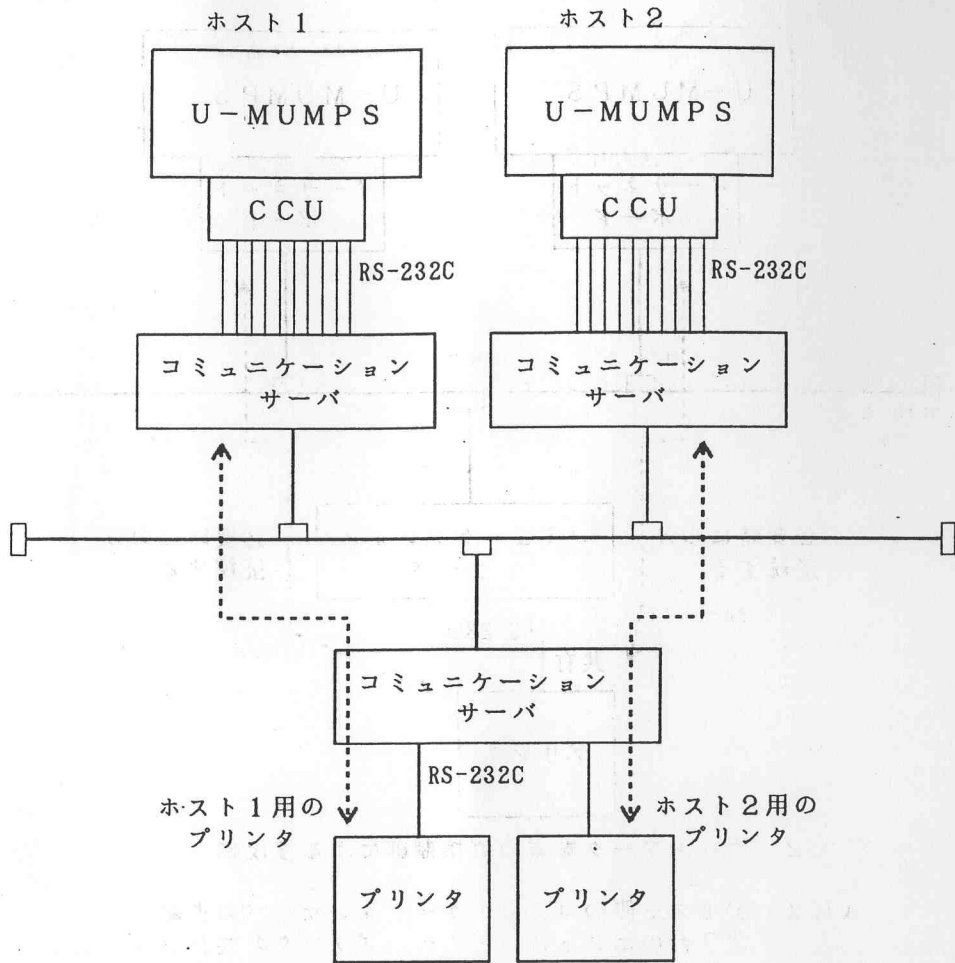 ホスト1
ホスト2
U-MUMPS
U-MUMPS
CCU
CCU
RS-232C
RS-232C
コミュニケーション
サーバ
コミュニケーション
サーバ
コミュニケーション
サーバ
RS-232C
ホスト1用の
プリンタ
ホスト2用の
プリンタ
プリンタ
プリンタ